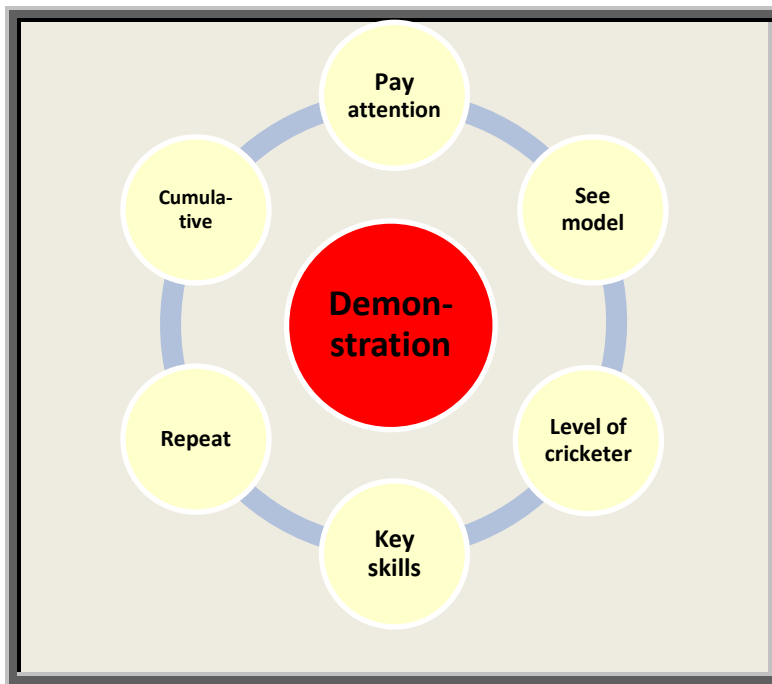 Pay
attention
See
model
Level of
cricketer
Key
skills
Repeat
Cumula-
tive
Demon-
stration